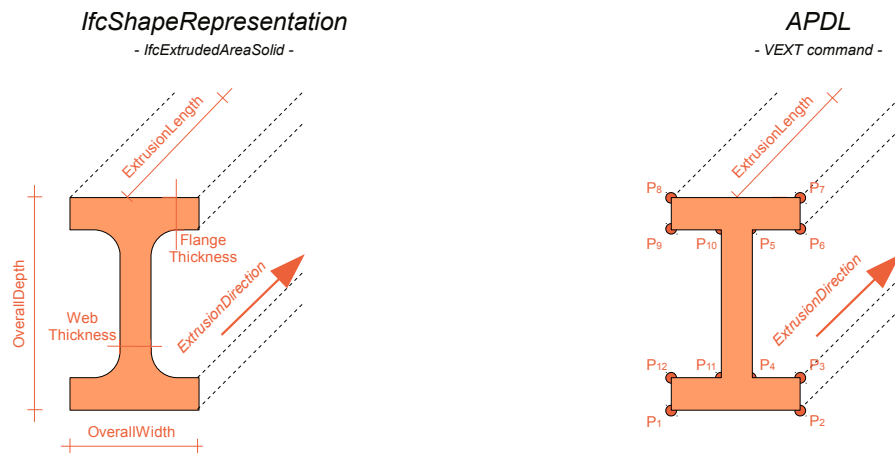 IfcShapeRepresentation
- IfcExtrudedAreaSolid -
ExtrusionLength
OverallDepth
Flange
Thickness
Web
Thickness
ExtrusionDirection
OverallWidth
APDL
- VEXT command -
ExtrusionLength
P8
P7
P9
P10
P5
P6
ExtrusionDirection
P12
P11
P4
P3
P1
P2